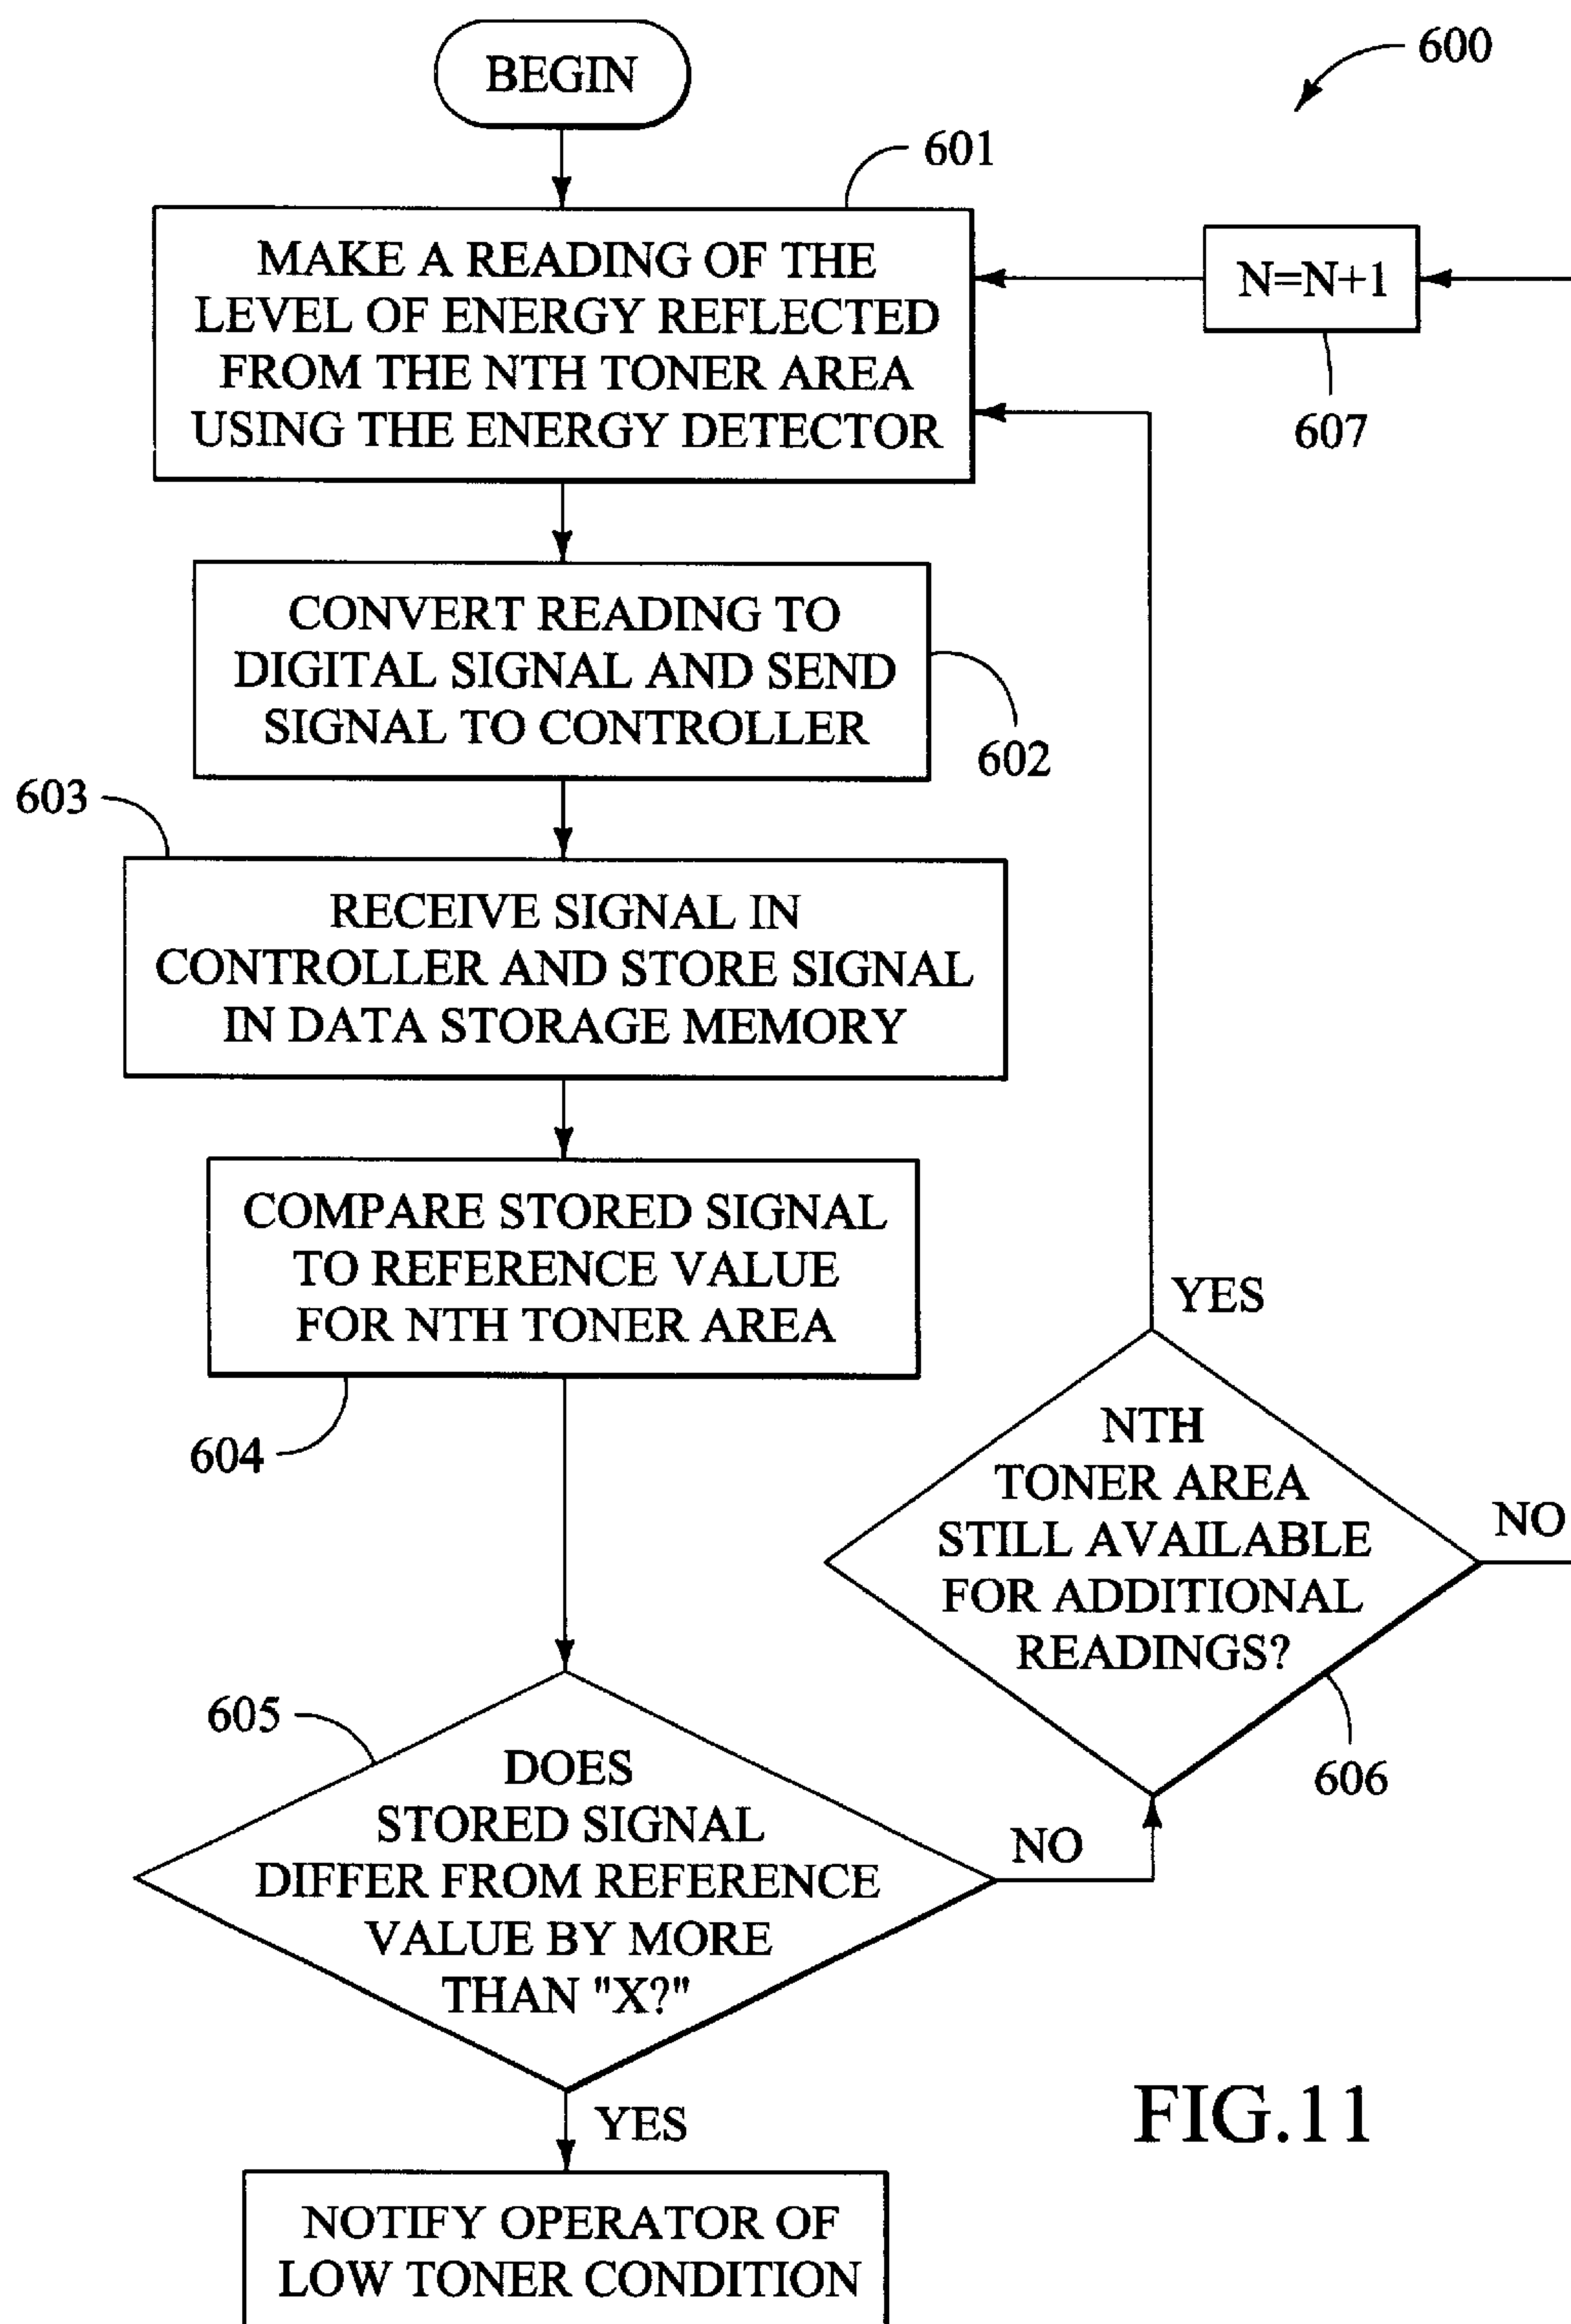 BEGIN
600
601
MAKE A READING OF THE
LEVEL OF ENERGY REFLECTED
FROM THE NTH TONER AREA
USING THE ENERGY DETECTOR
N=N+1
607
CONVERT READING TO
DIGITAL SIGNAL AND SEND
SIGNAL TO CONTROLLER
602
603
RECEIVE SIGNAL IN
CONTROLLER AND STORE SIGNAL
IN DATA STORAGE MEMORY
COMPARE STORED SIGNAL
TO REFERENCE VALUE
FOR NTH TONER AREA
604
YES
NTH
TONER AREA
STILL AVAILABLE
FOR ADDITIONAL
READINGS?
NO
606
605
DOES
STORED SIGNAL
DIFFER FROM REFERENCE
VALUE BY MORE
THAN "X?"
NO
YES
NOTIFY OPERATOR OF
LOW TONER CONDITION
FIG.11